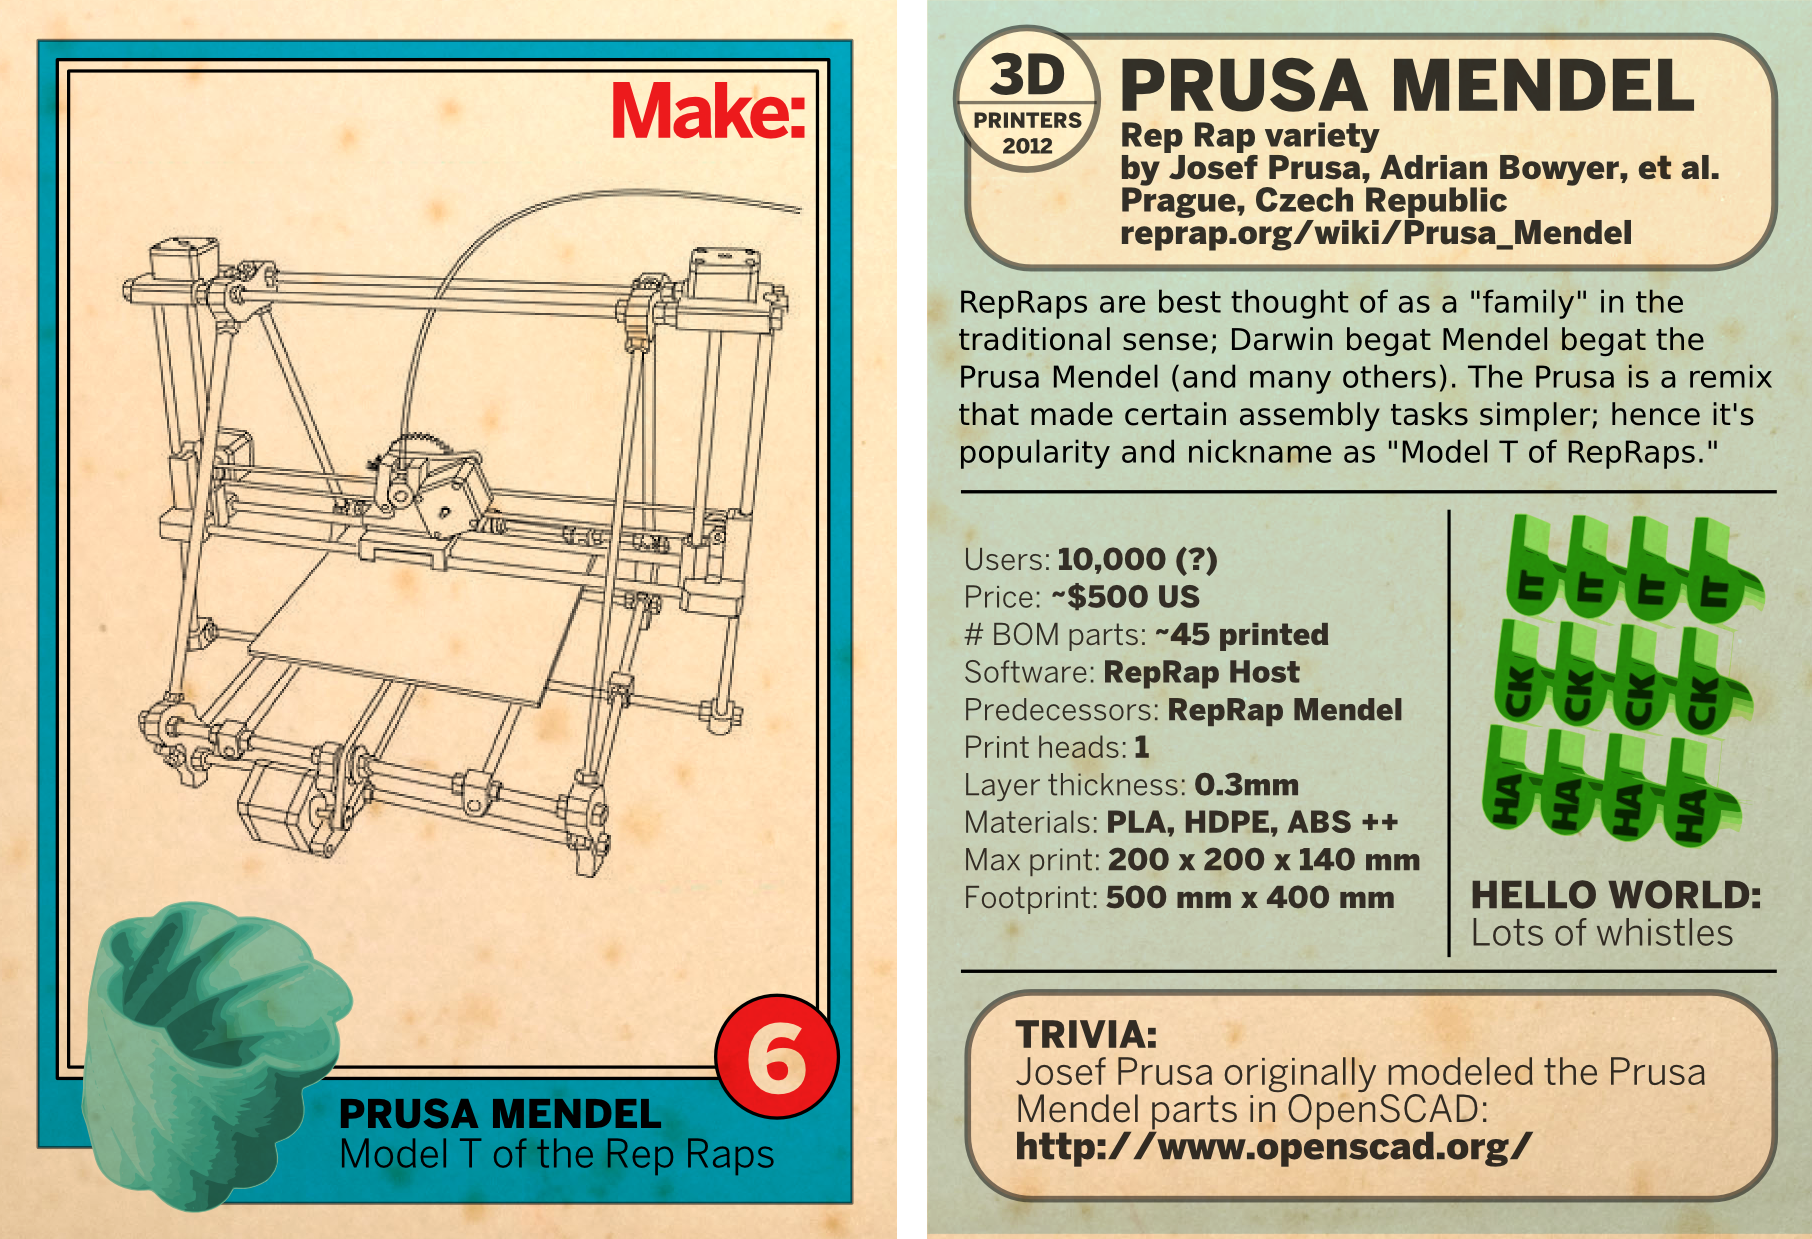 Make:
6
PRUSA MENDEL
Model T of the Rep Raps
3D
PRINTERS
2012
PRUSA MENDEL
Rep Rap variety
by Josef Prusa, Adrian Bowyer, et al.
Prague, Czech Republic
reprap.org/wiki/Prusa_Mendel
RepRaps are best thought of as a "family" in the
traditional sense; Darwin begat Mendel begat the
Prusa Mendel (and many others). The Prusa is a remix
that made certain assembly tasks simpler; hence it's
popularity and nickname as "Model T of RepRaps."
Users: 10,000 (?)
Price: ~$500 US
# BOM parts: ~45 printed
Software: RepRap Host
Predecessors: RepRap Mendel
Print heads: 1
Layer thickness: 0.3mm
Materials: PLA, HDPE, ABS ++
Max print: 200 x 200 x 140 mm
Footprint: 500 mm x 400 mm
IT IT IT IT
CK CK CK CK
HA HA HA HA
HELLO WORLD:
Lots of whistles
TRIVIA:
Josef Prusa originally modeled the Prusa
Mendel parts in OpenSCAD:
http://www.openscad.org/